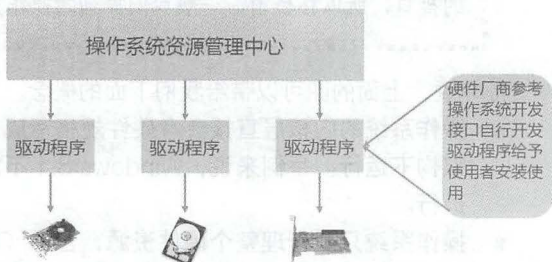 操作系统资源管理中心
驱动程序
驱动程序
驱动程序
硬件厂商参考
操作系统开发
接口自行开发
驱动程序给予
使用者安装使
用